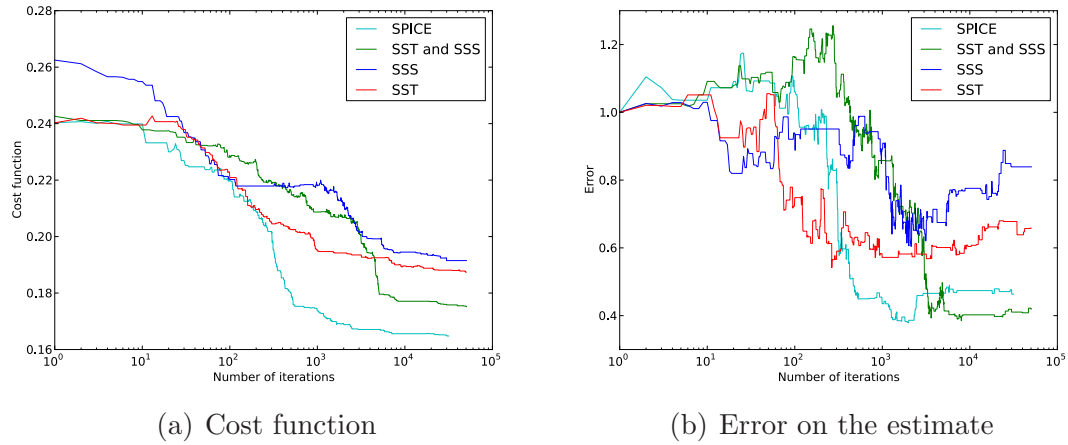 0.28
0.26
0.24
0.22
0.20
0.18
0.16
Cost function
10^0 10^1 10^2 10^3 10^4 10^5
Number of iterations
SPICE
SST and SSS
SSS
SST
(a) Cost function
1.2
1.0
0.8
0.6
0.4
Error
10^0 10^1 10^2 10^3 10^4 10^5
Number of iterations
SPICE
SST and SSS
SSS
SST
(b) Error on the estimate